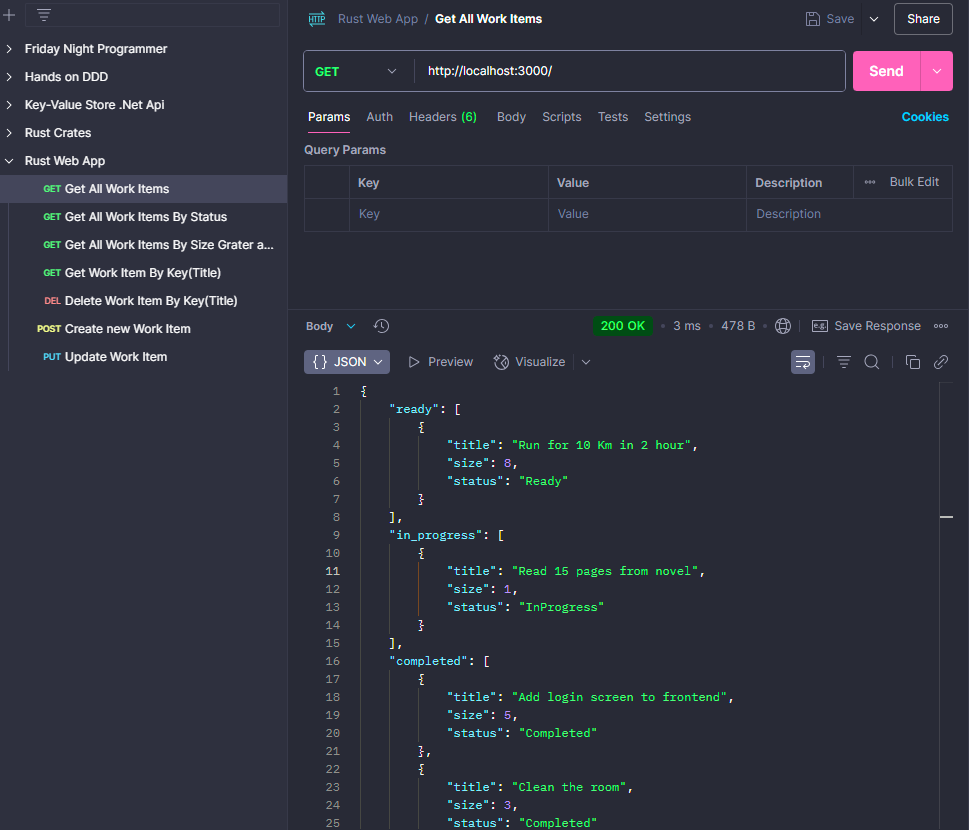 Friday Night Programmer
Hands on DDD
Key-Value Store .Net Api
Rust Crates
Rust Web App
GET Get All Work Items
GET Get All Work Items By Status
GET Get All Work Items By Size Grater a...
GET Get Work Item By Key(Title)
DEL Delete Work Item By Key(Title)
POST Create new Work Item
PUT Update Work Item
HTTP Rust Web App / Get All Work Items Save Share
GET http://localhost:3000/ Send
Params Auth Headers (6) Body Scripts Tests Settings Cookies
Query Params
Key Value Description Bulk Edit
Key Value Description
Body 200 OK 3 ms 478 B e.g. Save Response
{} JSON Preview Visualize
1 {
2 "ready": [
3 {
4 "title": "Run for 10 Km in 2 hour",
5 "size": 8,
6 "status": "Ready"
7 }
8 ],
9 "in_progress": [
10 {
11 "title": "Read 15 pages from novel",
12 "size": 1,
13 "status": "InProgress"
14 }
15 ],
16 "completed": [
17 {
18 "title": "Add login screen to frontend",
19 "size": 5,
20 "status": "Completed"
21 },
22 {
23 "title": "Clean the room",
24 "size": 3,
25 "status": "Completed"